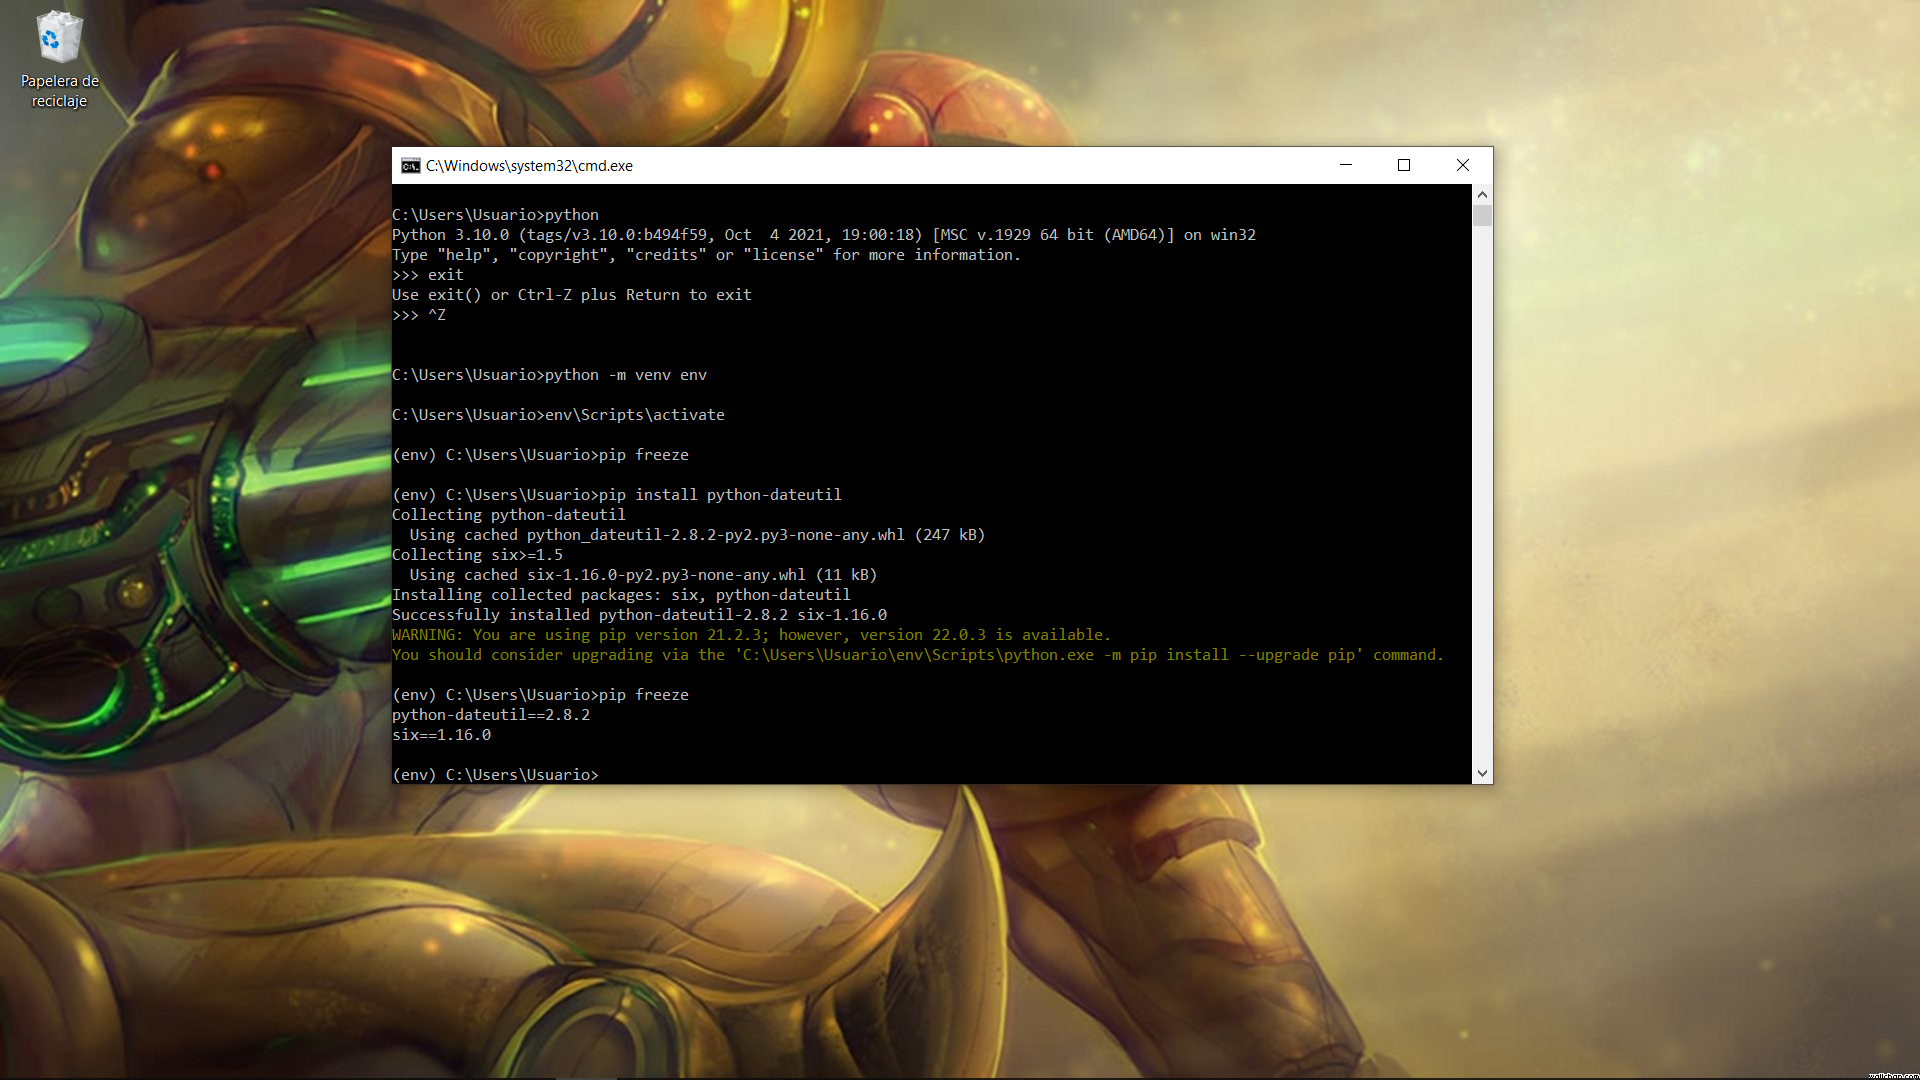 Papelera de
reciclaje
C:\Windows\system32\cmd.exe
C:\Users\Usuario>python
Python 3.10.0 (tags/v3.10.0:b494f59, Oct  4 2021, 19:00:18) [MSC v.1929 64 bit (AMD64)] on win32
Type "help", "copyright", "credits" or "license" for more information.
>>> exit
Use exit() or Ctrl-Z plus Return to exit
>>> ^Z
C:\Users\Usuario>python -m venv env
C:\Users\Usuario>env\Scripts\activate
(env) C:\Users\Usuario>pip freeze
(env) C:\Users\Usuario>pip install python-dateutil
Collecting python-dateutil
  Using cached python_dateutil-2.8.2-py2.py3-none-any.whl (247 kB)
Collecting six>=1.5
  Using cached six-1.16.0-py2.py3-none-any.whl (11 kB)
Installing collected packages: six, python-dateutil
Successfully installed python-dateutil-2.8.2 six-1.16.0
WARNING: You are using pip version 21.2.3; however, version 22.0.3 is available.
You should consider upgrading via the 'C:\Users\Usuario\env\Scripts\python.exe -m pip install --upgrade pip' command.
(env) C:\Users\Usuario>pip freeze
python-dateutil==2.8.2
six==1.16.0
(env) C:\Users\Usuario>